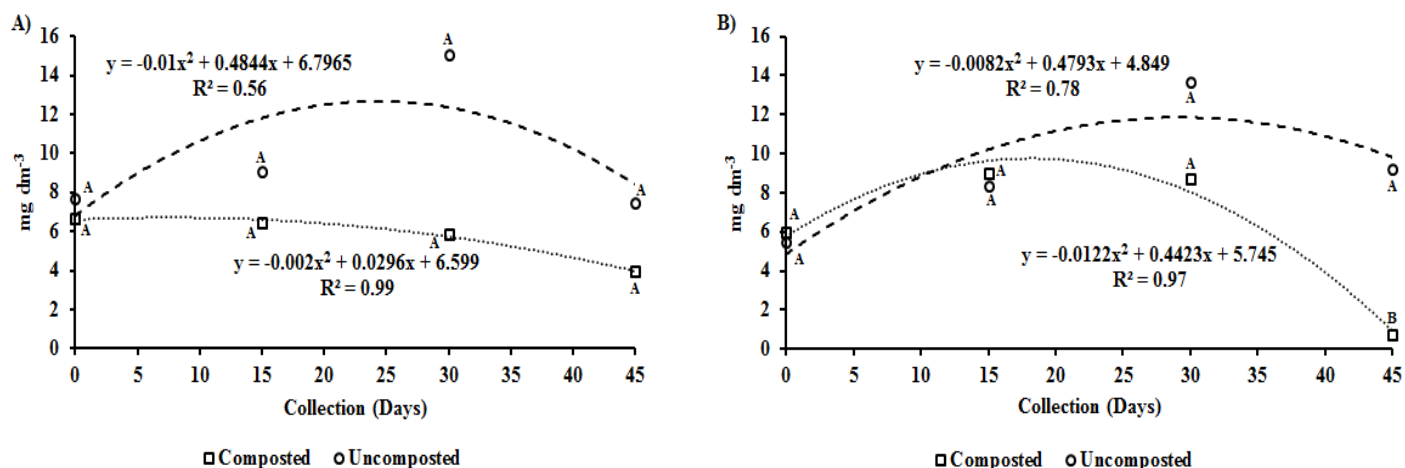 A)
16
14
12
10
8
6
4
2
0
mg dm-3
y = -0.01x² + 0.4844x + 6.7965
R² = 0.56
A
A
A
A
A
A
A
A
y = -0.002x² + 0.0296x + 6.599
R² = 0.99
0 5 10 15 20 25 30 35 40 45
Collection (Days)
Composted Uncomposted
B)
16
14
12
10
8
6
4
2
0
mg dm-3
y = -0.0082x² + 0.4793x + 4.849
R² = 0.78
A
A
A
A
A
A
A
B
y = -0.0122x² + 0.4423x + 5.745
R² = 0.97
0 5 10 15 20 25 30 35 40 45
Collection (Days)
Composted Uncomposted